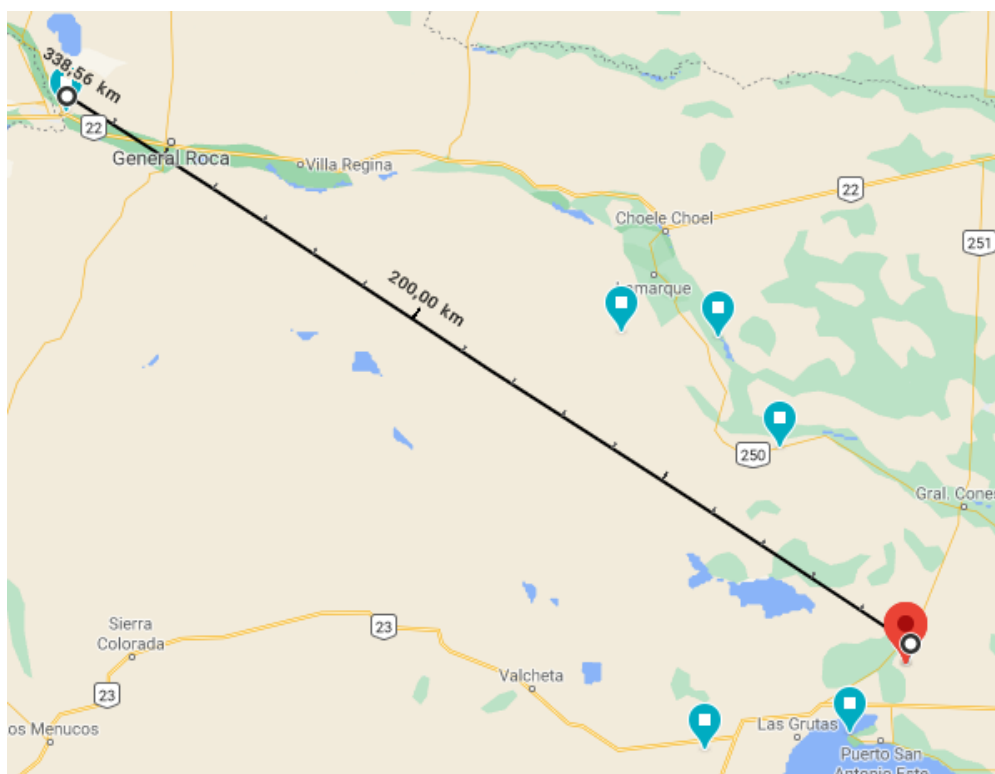 338,56 km
22
General Roca
Villa Regina
22
Choele Choel
251
Lamarque
200,00 km
250
Gral. Cones
Sierra
Colorada
23
Valcheta
23
os Menucos
Las Grutas
Puerto San
Antonio Este